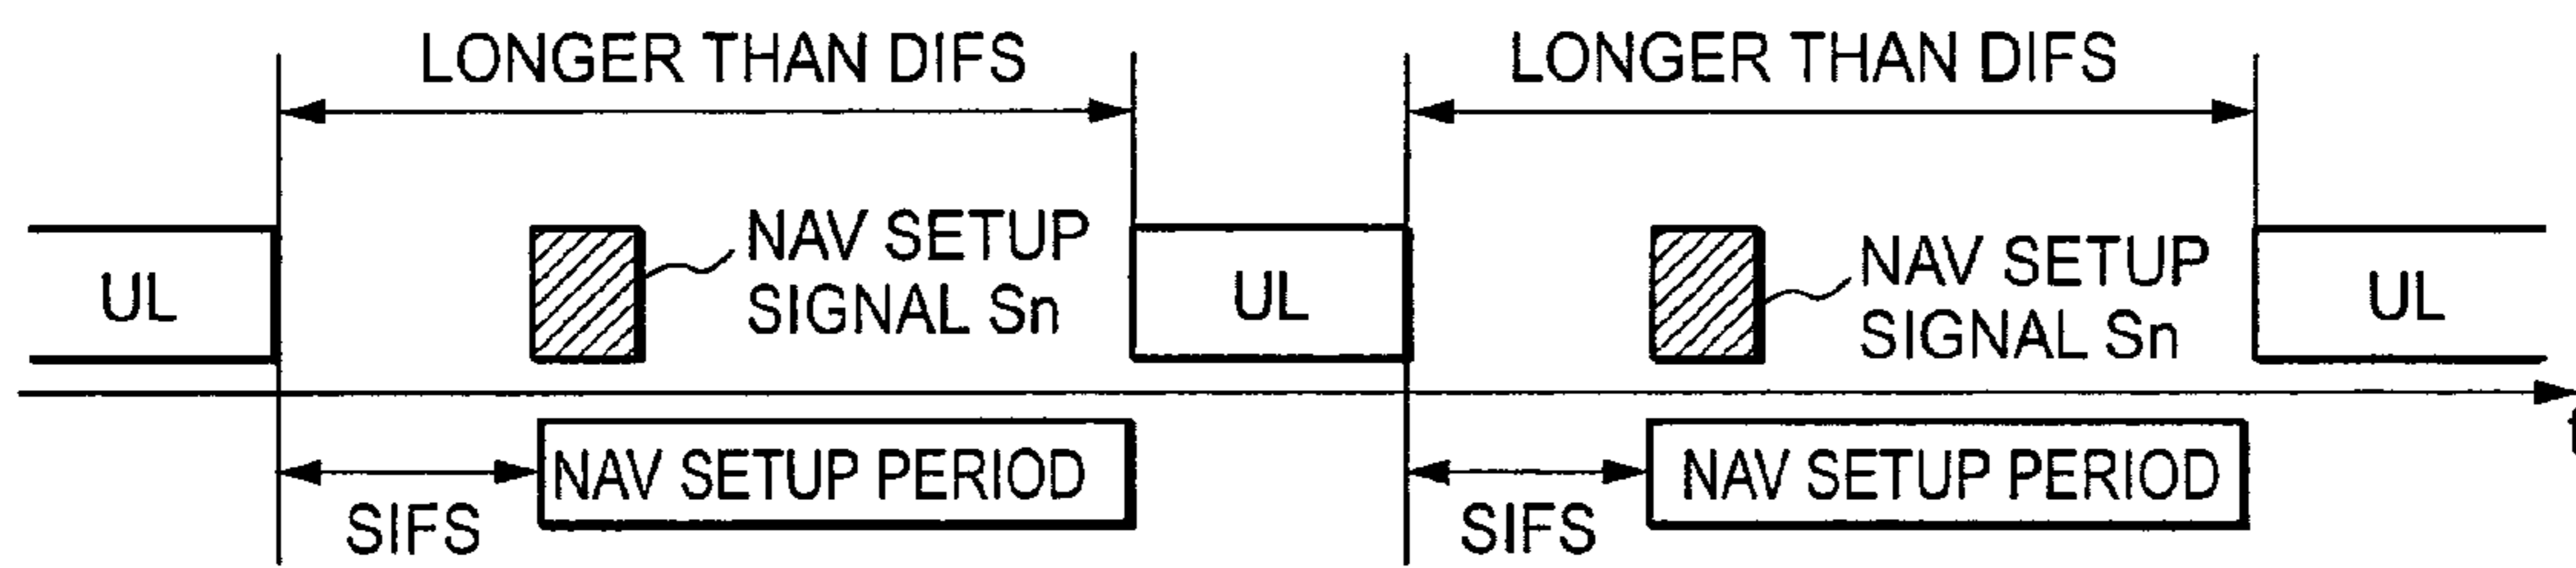 LONGER THAN DIFS
LONGER THAN DIFS
UL
NAV SETUP
SIGNAL Sn
UL
NAV SETUP
SIGNAL Sn
UL
NAV SETUP PERIOD
SIFS
NAV SETUP PERIOD
SIFS